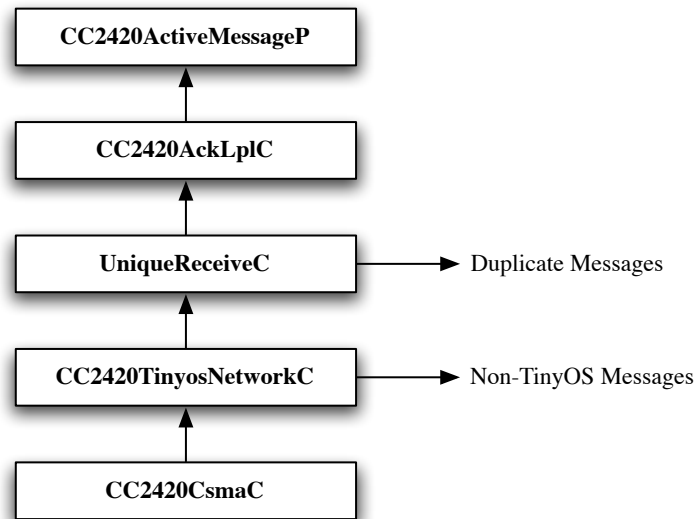 CC2420ActiveMessageP
CC2420AckLplC
UniqueReceiveC
Duplicate Messages
CC2420TinyosNetworkC
Non-TinyOS Messages
CC2420CsmaC